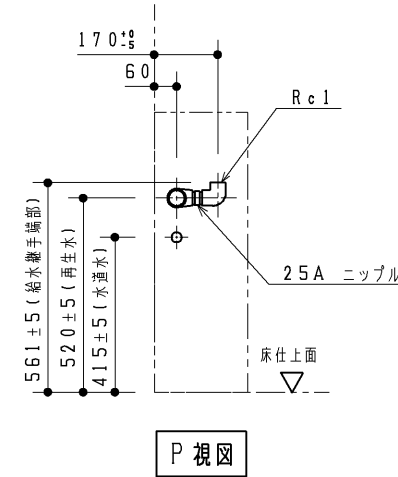 170+0-5
60
Rc1
25A ニップル
561±5(給水継手端部)
520±5(再生水)
415±5(水道水)
床仕上面
P 視図